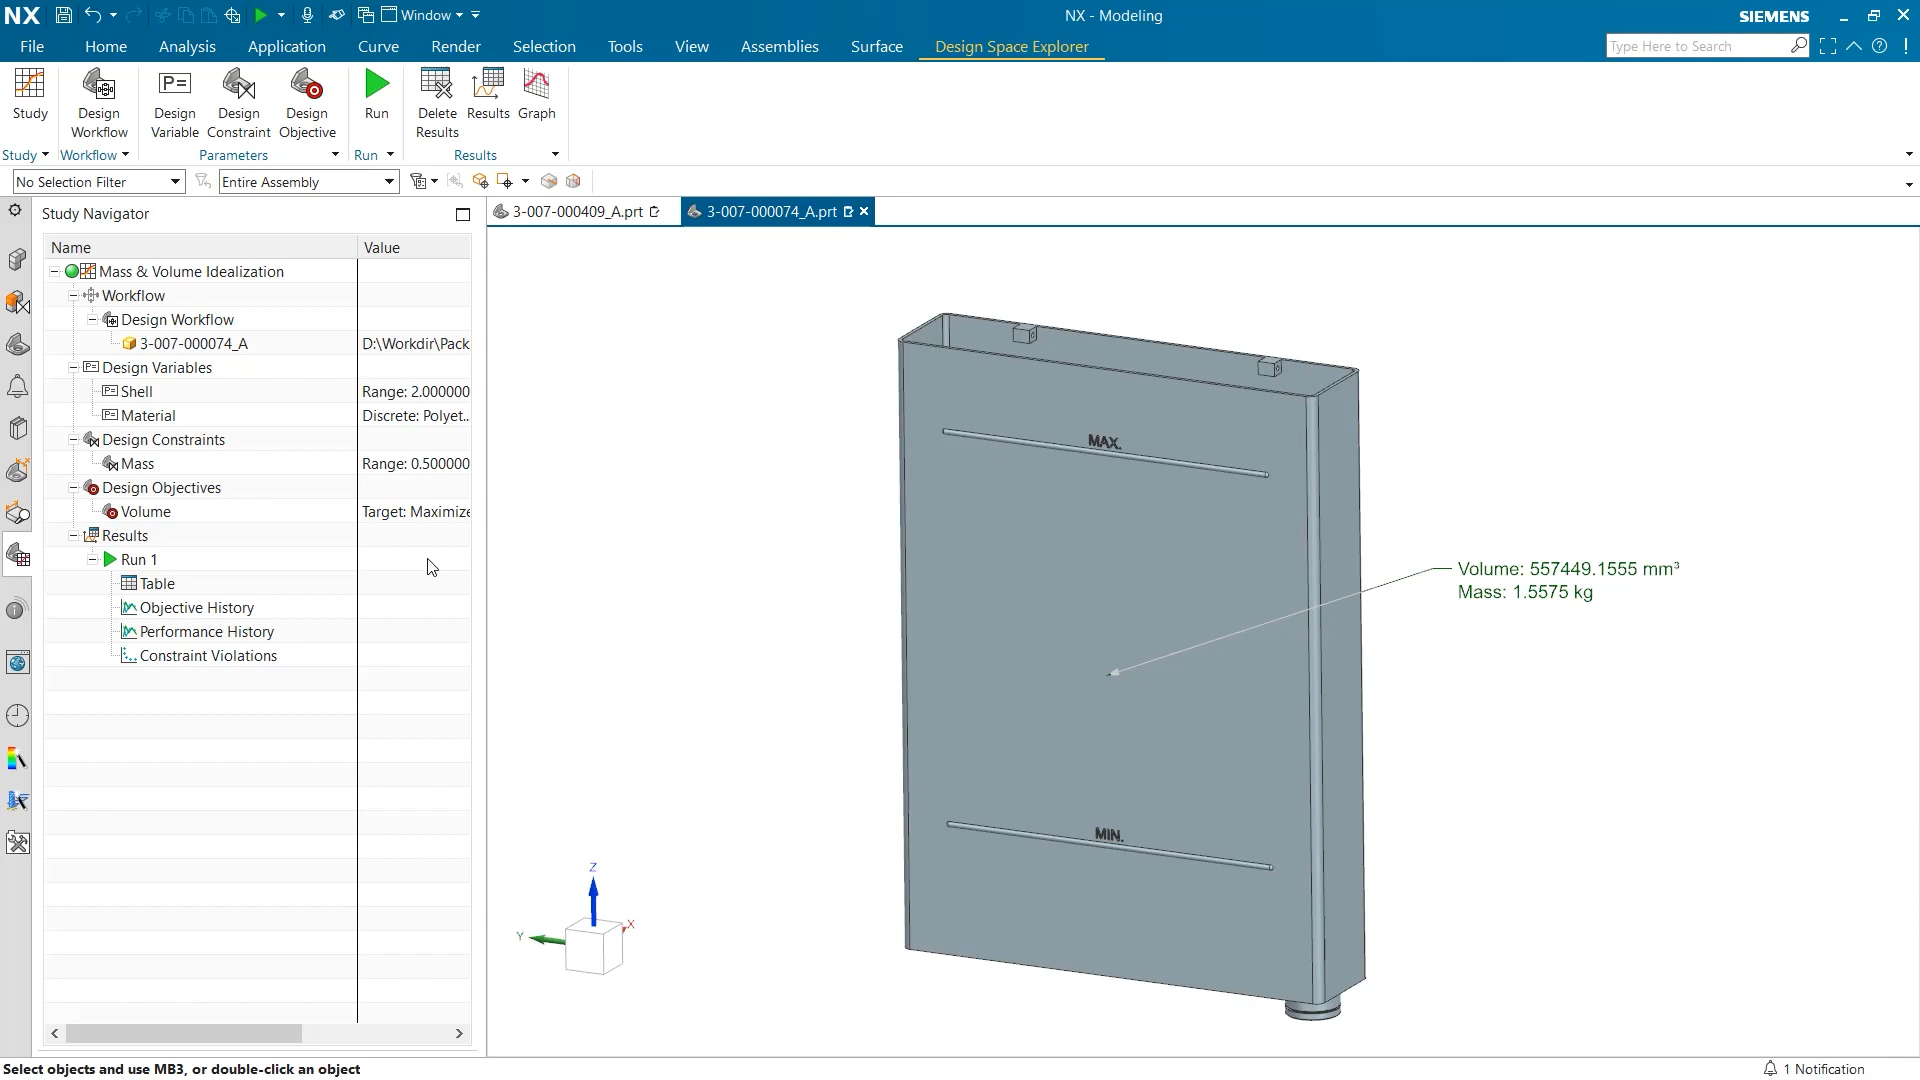 NX
Window
NX - Modeling
SIEMENS
File
Home
Analysis
Application
Curve
Render
Selection
Tools
View
Assemblies
Surface
Design Space Explorer
Type Here to Search
Study
Design
Workflow
Design
Variable
Design
Constraint
Design
Objective
Run
Delete
Results
Results
Graph
Study
Workflow
Parameters
Run
Results
No Selection Filter
Entire Assembly
Study Navigator
3-007-000409_A.prt
3-007-000074_A.prt
Name Value
Mass & Volume Idealization
Workflow
Design Workflow
3-007-000074_A D:\Workdir\Pack
Design Variables
Shell Range: 2.000000
Material Discrete: Polyet...
Design Constraints
Mass Range: 0.500000
Design Objectives
Volume Target: Maximize
Results
Run 1
Table
Objective History
Performance History
Constraint Violations
MAX.
Volume: 557449.1555 mm³
Mass: 1.5575 kg
MIN.
Z
Y
X
Select objects and use MB3, or double-click an object
1 Notification